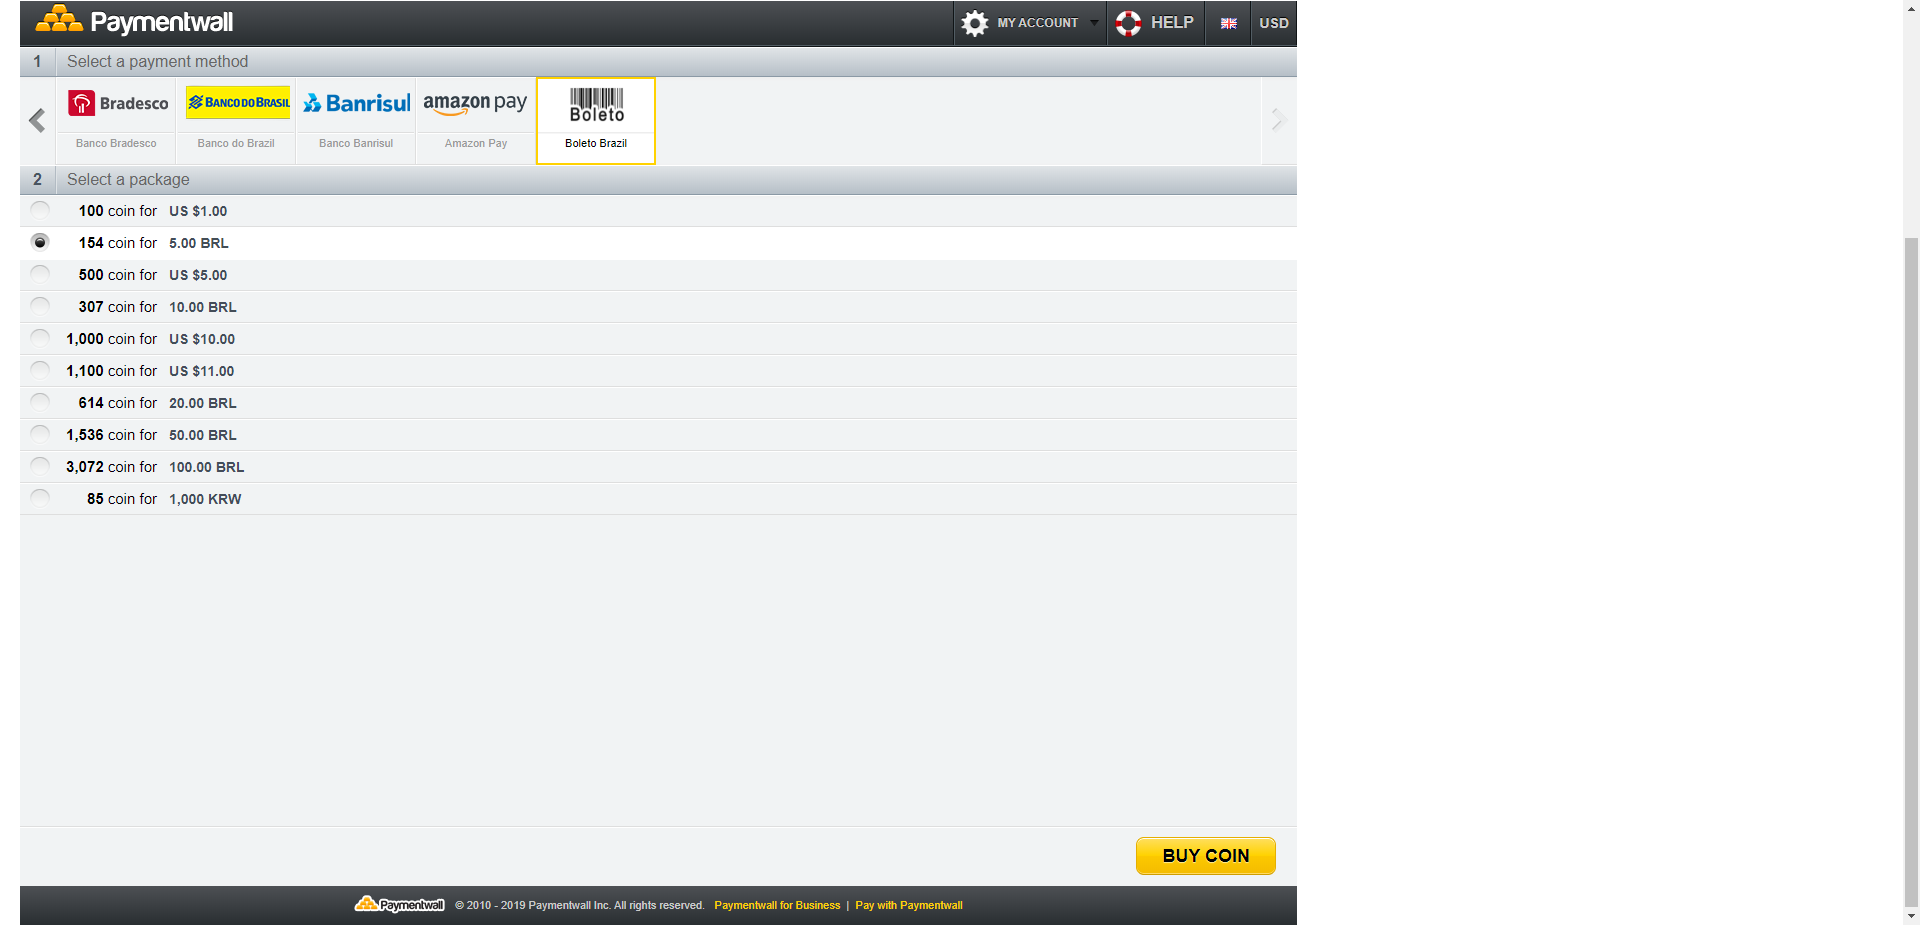 Paymentwall MY ACCOUNT HELP USD
1 Select a payment method
Bradesco BANCO DO BRASIL Banrisul amazon pay Boleto
Banco Bradesco Banco do Brazil Banco Banrisul Amazon Pay Boleto Brazil
2 Select a package
100 coin for US $1.00
154 coin for 5.00 BRL
500 coin for US $5.00
307 coin for 10.00 BRL
1,000 coin for US $10.00
1,100 coin for US $11.00
614 coin for 20.00 BRL
1,536 coin for 50.00 BRL
3,072 coin for 100.00 BRL
85 coin for 1,000 KRW
BUY COIN
Paymentwall © 2010 - 2019 Paymentwall Inc. All rights reserved. Paymentwall for Business | Pay with Paymentwall